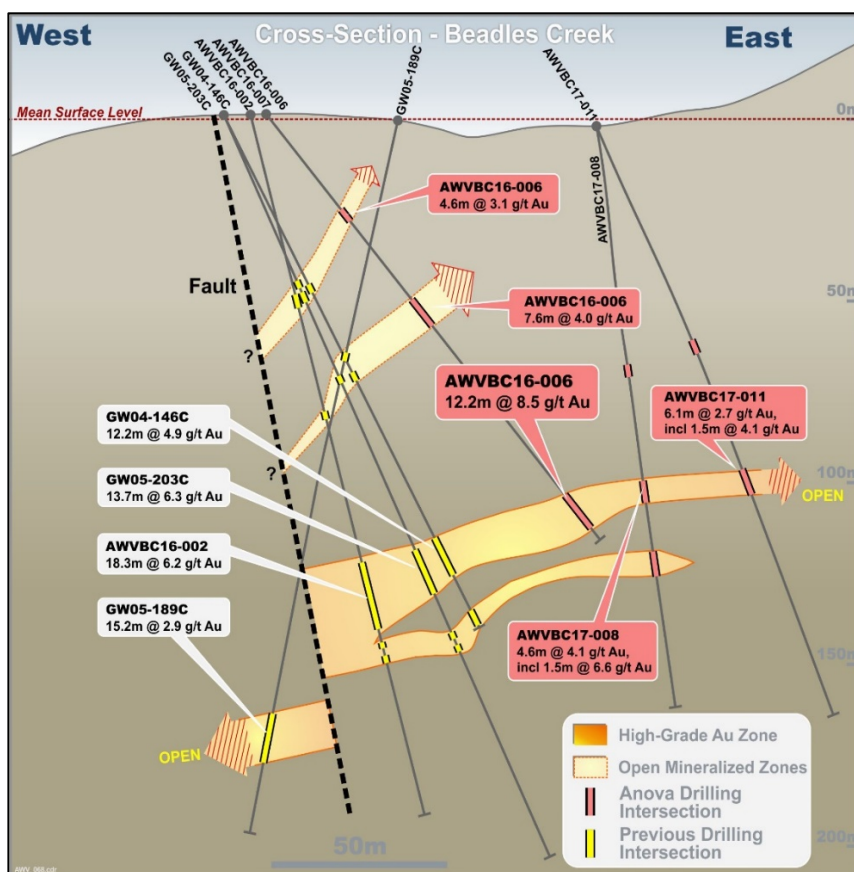 West
Cross-Section - Beadles Creek
East
GW05-203C
GW04-146C
AWVBC16-002
AWVBC16-007
AWVBC16-006
GW05-189C
AWVBC17-011
Mean Surface Level
0m
AWVBC17-008
AWVBC16-006
4.6m @ 3.1 g/t Au
Fault
50m
AWVBC16-006
7.6m @ 4.0 g/t Au
?
AWVBC16-006
12.2m @ 8.5 g/t Au
AWVBC17-011
6.1m @ 2.7 g/t Au,
incl 1.5m @ 4.1 g/t Au
GW04-146C
12.2m @ 4.9 g/t Au
?
100m
OPEN
GW05-203C
13.7m @ 6.3 g/t Au
AWVBC16-002
18.3m @ 6.2 g/t Au
GW05-189C
15.2m @ 2.9 g/t Au
AWVBC17-008
4.6m @ 4.1 g/t Au,
incl 1.5m @ 6.6 g/t Au
150m
OPEN
High-Grade Au Zone
Open Mineralized Zones
Anova Drilling
Intersection
Previous Drilling
Intersection
50m
200m